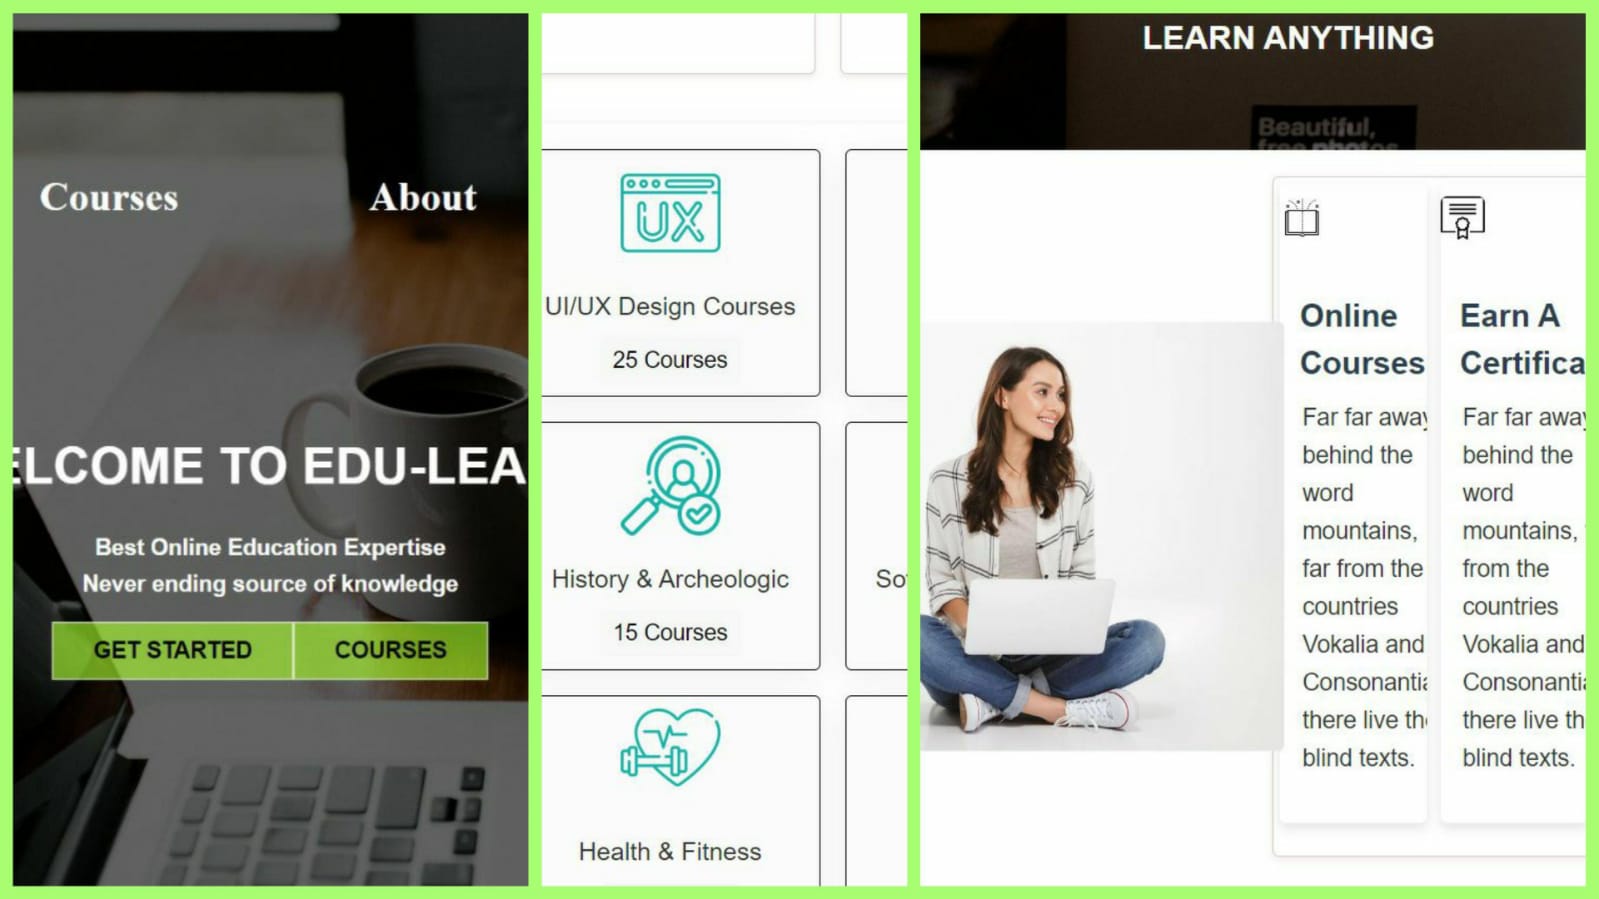 Courses
About
ELCOME TO EDU-LEA
Best Online Education Expertise
Never ending source of knowledge
GET STARTED
COURSES
UX
UI/UX Design Courses
25 Courses
History & Archeologic
15 Courses
Health & Fitness
LEARN ANYTHING
Beautiful,
free photos
Online
Courses
Far far away
behind the
word
mountains,
far from the
countries
Vokalia and
Consonantia
there live the
blind texts.
Earn A
Certifica
Far far away
behind the
word
mountains,
from the
countries
Vokalia and
Consonantia
there live th
blind texts.